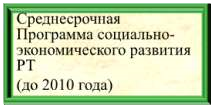 Среднесрочная
Программа социально-
экономического развития
РТ
(до 2010 года)